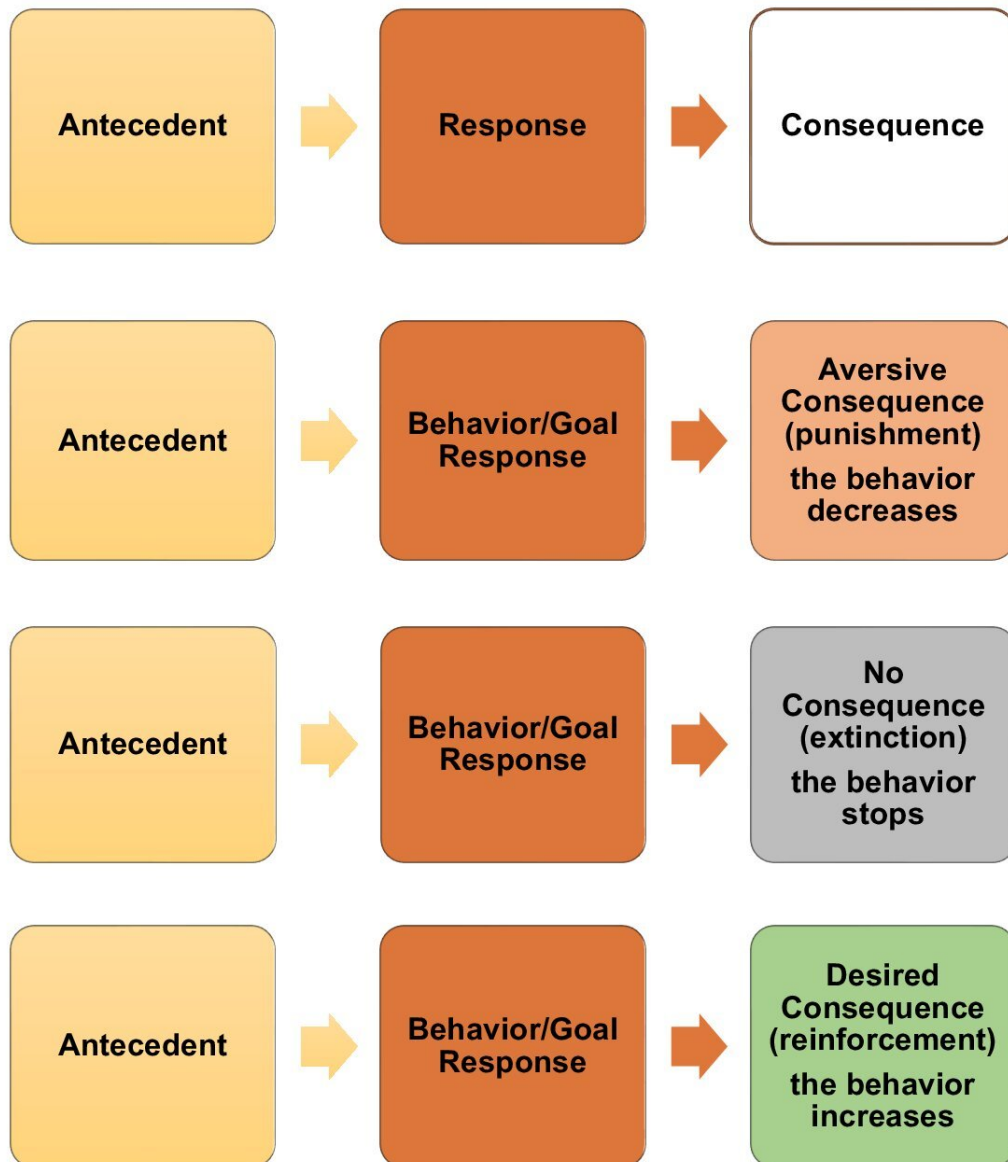 Antecedent
Response
Consequence
Antecedent
Behavior/Goal
Response
Aversive
Consequence
(punishment)
the behavior
decreases
Antecedent
Behavior/Goal
Response
No
Consequence
(extinction)
the behavior
stops
Antecedent
Behavior/Goal
Response
Desired
Consequence
(reinforcement)
the behavior
increases